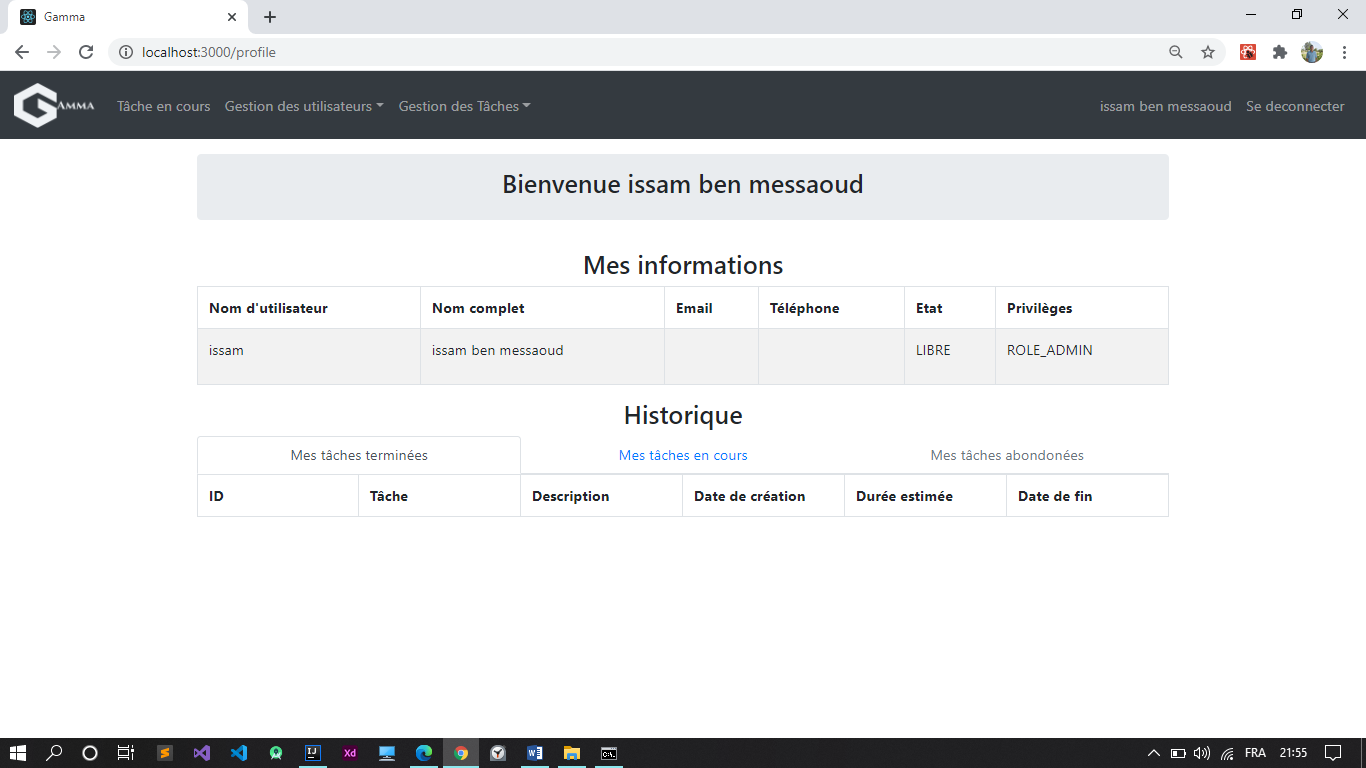 Gamma
localhost:3000/profile
GAMMA Tâche en cours Gestion des utilisateurs Gestion des Tâches issam ben messaoud Se deconnecter
Bienvenue issam ben messaoud
Mes informations
Nom d'utilisateur Nom complet Email Téléphone Etat Privilèges
issam issam ben messaoud LIBRE ROLE_ADMIN
Historique
Mes tâches terminées Mes tâches en cours Mes tâches abondonées
ID Tâche Description Date de création Durée estimée Date de fin
IJ Xd W C:\_ FRA 21:55